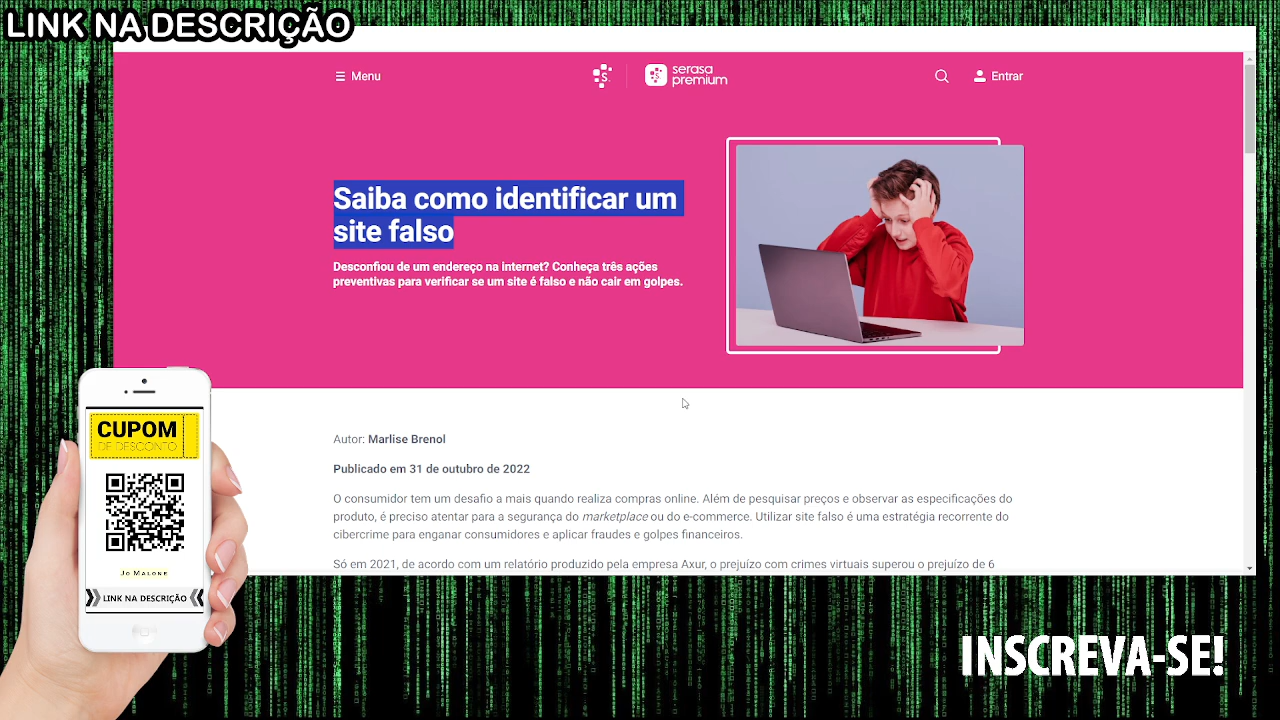 LINK NA DESCRIÇÃO
Menu
S.
serasa
premium
Entrar
Saiba como identificar um
site falso
Desconfiou de um endereço na internet? Conheça três ações
preventivas para verificar se um site é falso e não cair em golpes.
Autor: Marlise Brenol
Publicado em 31 de outubro de 2022
O consumidor tem um desafio a mais quando realiza compras online. Além de pesquisar preços e observar as especificações do
produto, é preciso atentar para a segurança do marketplace ou do e-commerce. Utilizar site falso é uma estratégia recorrente do
cibercrime para enganar consumidores e aplicar fraudes e golpes financeiros.
Só em 2021, de acordo com um relatório produzido pela empresa Axur, o prejuízo com crimes virtuais superou o prejuízo de 6
CUPOM
DE DESCONTO
Jo Malone
LINK NA DESCRIÇÃO
INSCREVA-SE!